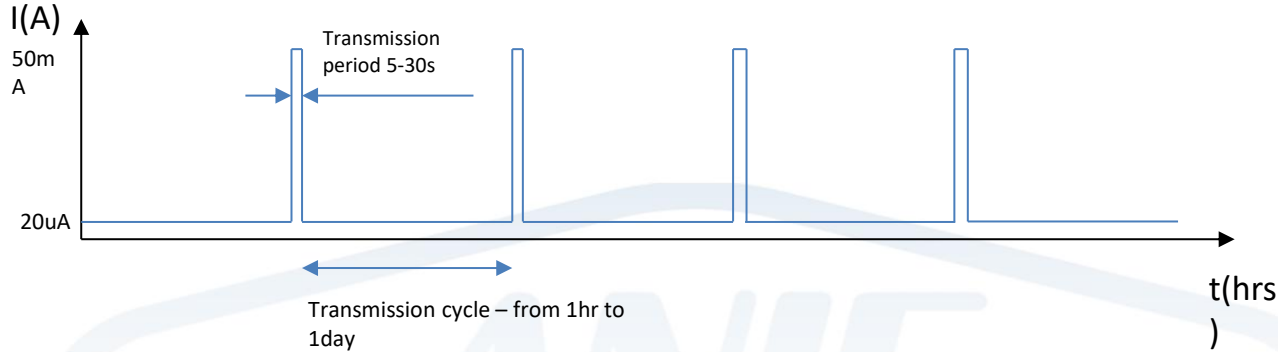 I(A)
50m
A
Transmission
period 5-30s
20uA
Transmission cycle – from 1hr to
1day
t(hrs
)